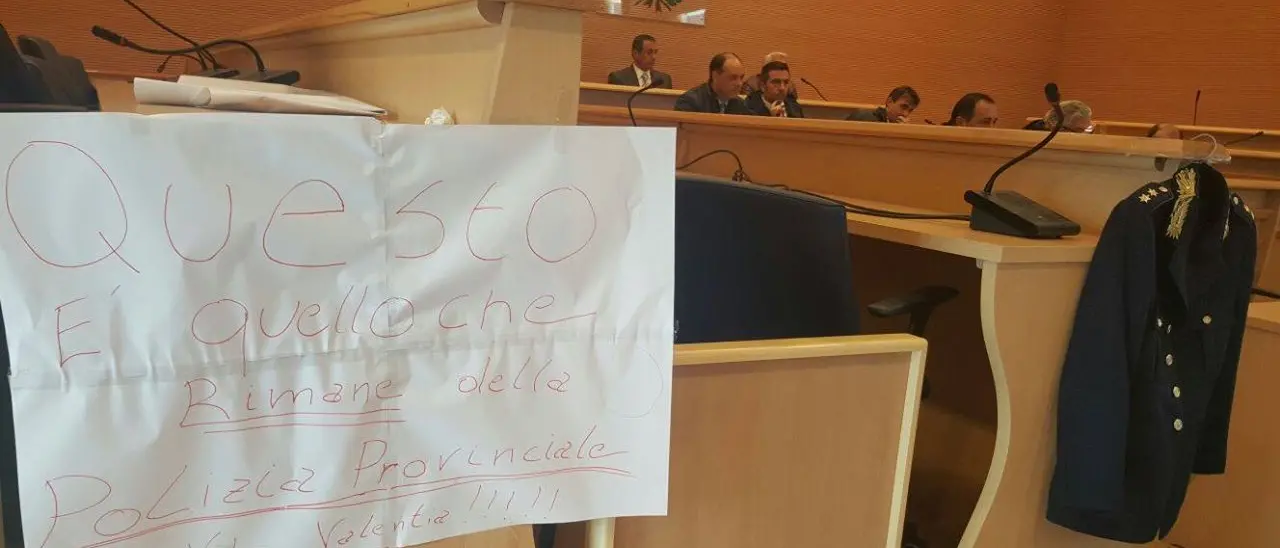 Questo
E' quello che
Rimane della
Polizia Provinciale
Valentia !!!!!!